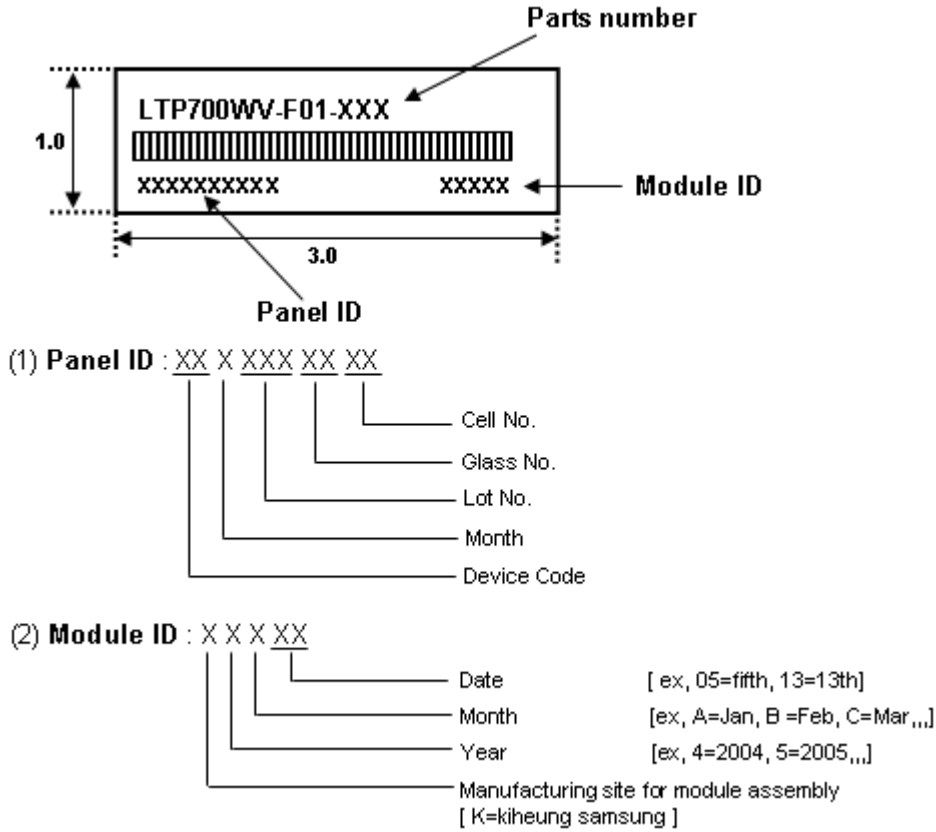 Parts number
LTP700WV-F01-XXX
1.0
XXXXXXXXXX XXXXX
Module ID
3.0
Panel ID
(1) Panel ID : XX X XXX XX XX
Cell No.
Glass No.
Lot No.
Month
Device Code
(2) Module ID : X X X XX
Date [ ex, 05=fifth, 13=13th]
Month [ex, A=Jan, B =Feb, C=Mar,,,]
Year [ex, 4=2004, 5=2005,,,]
Manufacturing site for module assembly
[ K=kiheung samsung ]